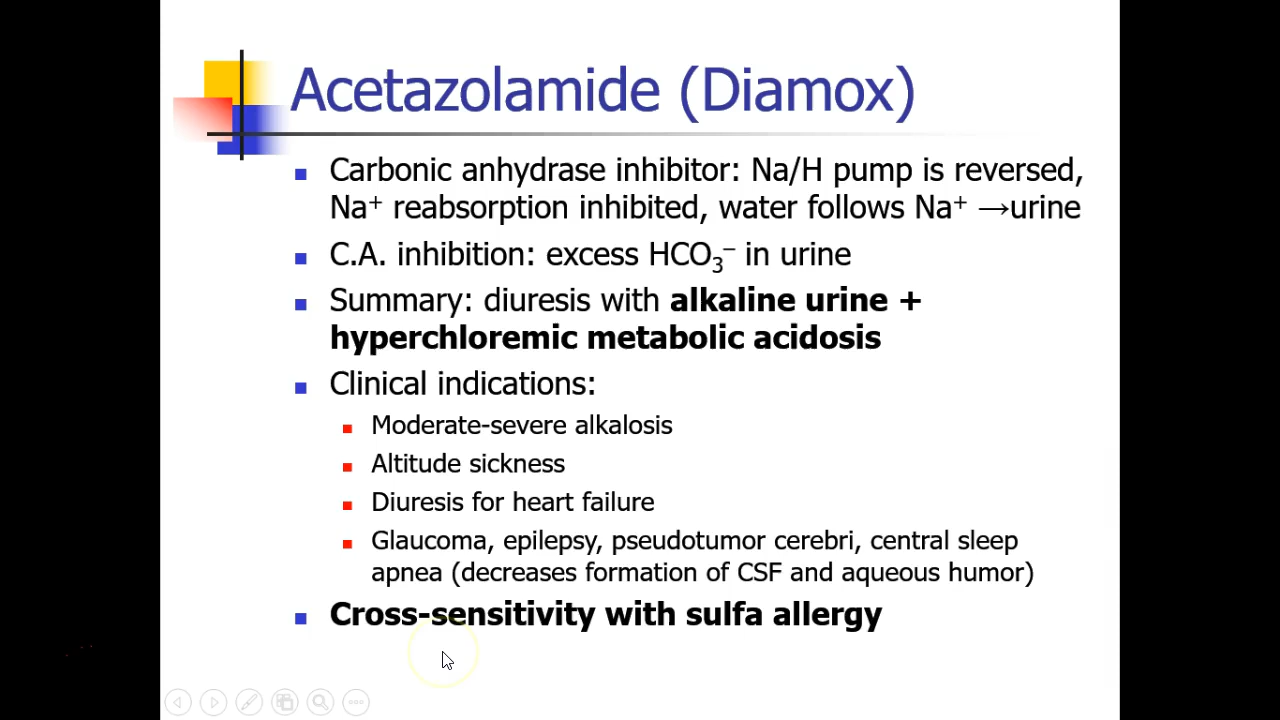 Acetazolamide (Diamox)
Carbonic anhydrase inhibitor: Na/H pump is reversed,
Na⁺ reabsorption inhibited, water follows Na⁺ →urine
C.A. inhibition: excess HCO₃⁻ in urine
Summary: diuresis with alkaline urine +
hyperchloremic metabolic acidosis
Clinical indications:
Moderate-severe alkalosis
Altitude sickness
Diuresis for heart failure
Glaucoma, epilepsy, pseudotumor cerebri, central sleep
apnea (decreases formation of CSF and aqueous humor)
Cross-sensitivity with sulfa allergy